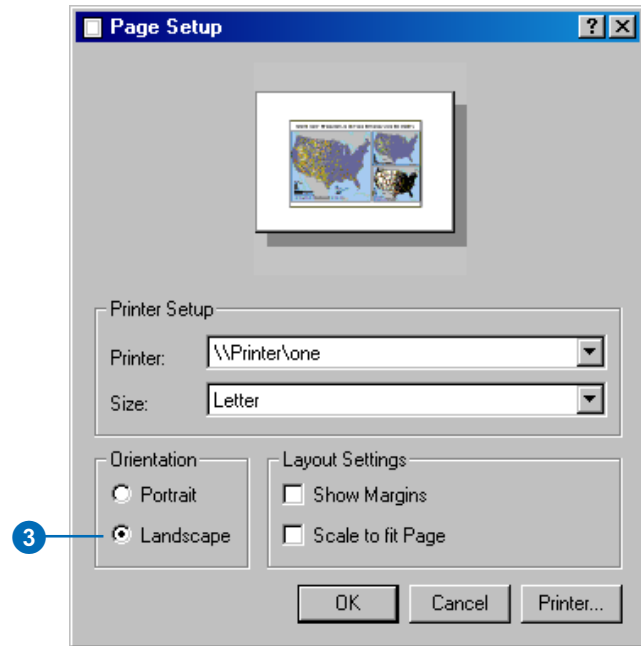 Page Setup
Printer Setup
Printer: \\Printer\one
Size: Letter
Orientation
Portrait
3 Landscape
Layout Settings
Show Margins
Scale to fit Page
OK Cancel Printer...